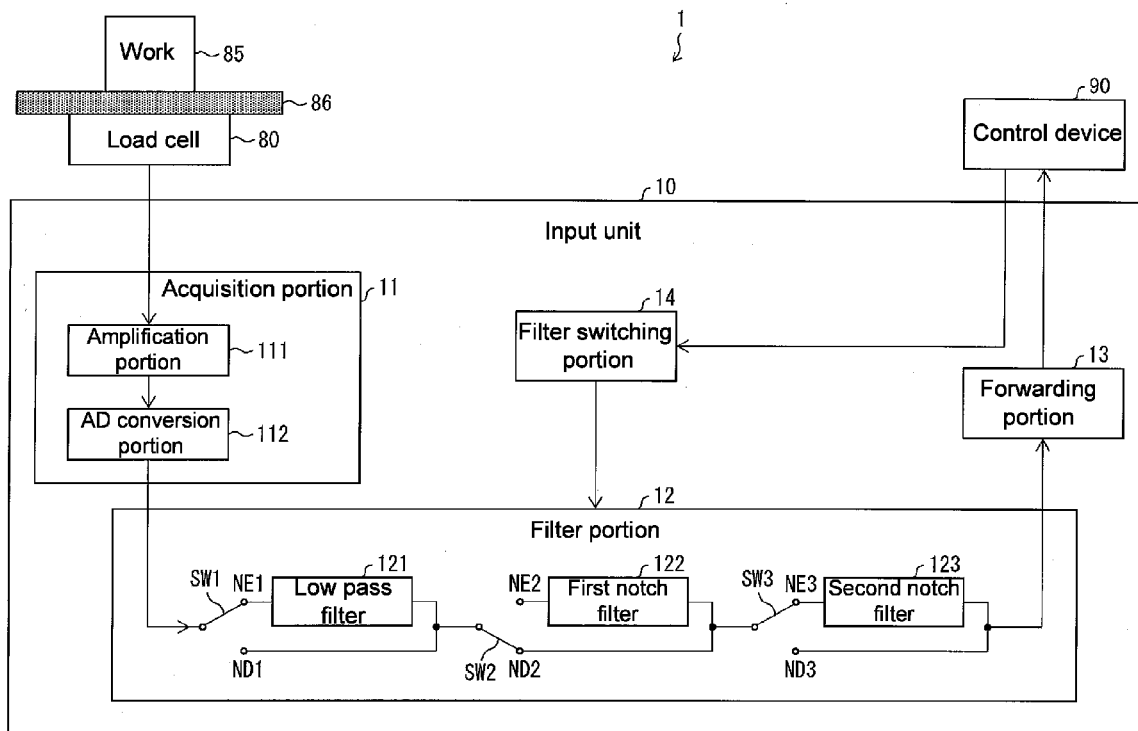 1
Work
85
86
Load cell
80
90
Control device
10
Input unit
Acquisition portion
11
Amplification
portion
111
AD conversion
portion
112
14
Filter switching
portion
13
Forwarding
portion
12
Filter portion
SW1
NE1
121
Low pass
filter
ND1
SW2
NE2
122
First notch
filter
ND2
SW3
NE3
123
Second notch
filter
ND3